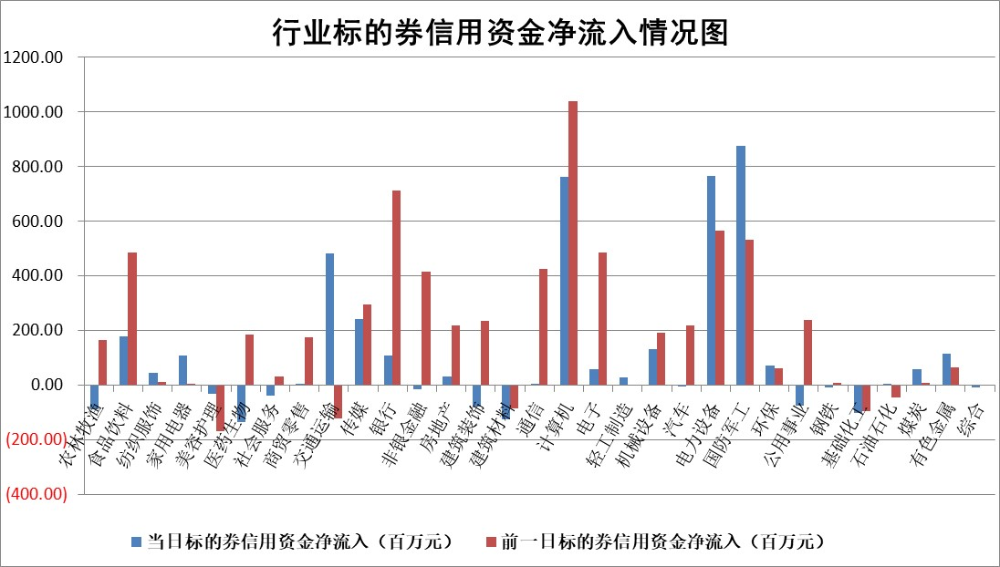 行业标的券信用资金净流入情况图
1200.00
1000.00
800.00
600.00
400.00
200.00
0.00
(200.00)
(400.00)
农林牧渔
食品饮料
纺织服饰
家用电器
美容护理
医药生物
社会服务
商贸零售
交通运输
传媒
银行
非银金融
房地产
建筑装饰
建筑材料
通信
计算机
电子
轻工制造
机械设备
汽车
电力设备
国防军工
环保
公用事业
钢铁
基础化工
石油石化
煤炭
有色金属
综合
当日标的券信用资金净流入（百万元） 前一日标的券信用资金净流入（百万元）